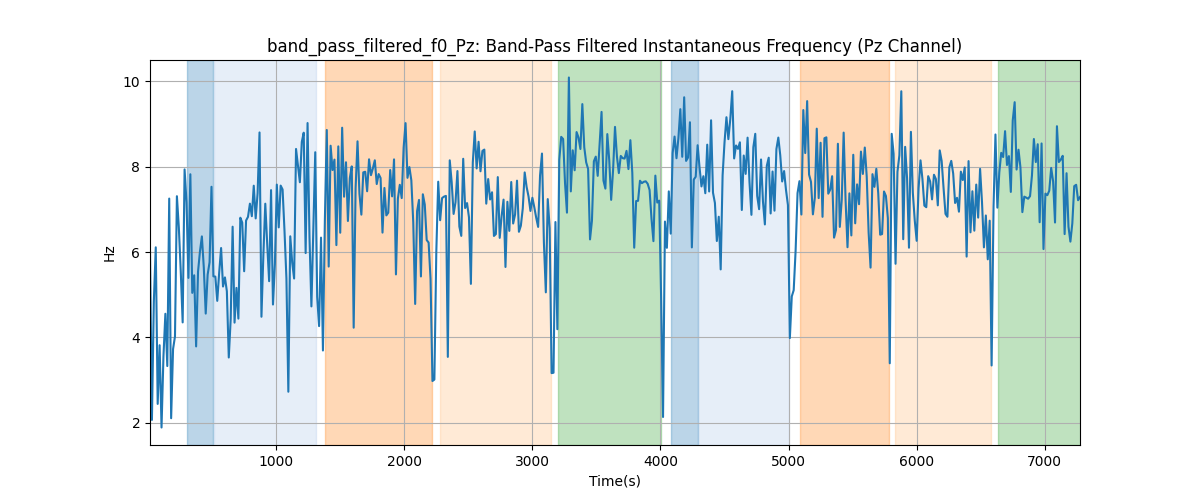 band_pass_filtered_f0_Pz: Band-Pass Filtered Instantaneous Frequency (Pz Channel)
10
8
6
4
2
Hz
1000 2000 3000 4000 5000 6000 7000
Time(s)